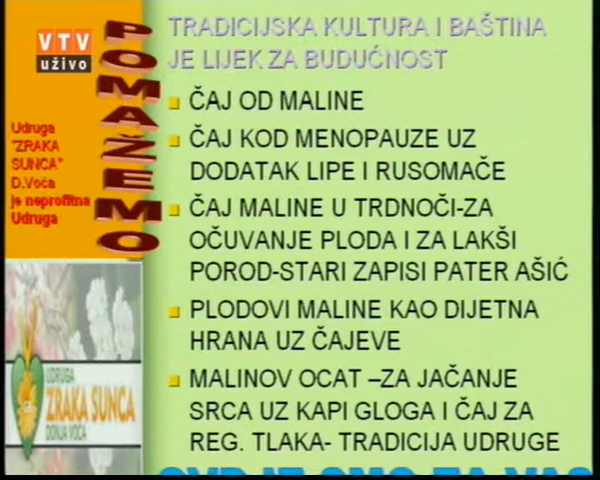 VTV
uživo
POMAŽEMO
Udruga
"ZRAKA
SUNCA"
D.Voća
je neprofitna
Udruga
UDRUGA
ZRAKA SUNCA
DONJA VOĆA
TRADICIJSKA KULTURA I BAŠTINA
JE LIJEK ZA BUDUĆNOST
ČAJ OD MALINE
ČAJ KOD MENOPAUZE UZ
DODATAK LIPE I RUSOMAČE
ČAJ MALINE U TRDNOČI-ZA
OČUVANJE PLODA I ZA LAKŠI
POROD-STARI ZAPISI PATER AŠIĆ
PLODOVI MALINE KAO DIJETNA
HRANA UZ ČAJEVE
MALINOV OCAT –ZA JAČANJE
SRCA UZ KAPI GLOGA I ČAJ ZA
REG. TLAKA- TRADICIJA UDRUGE